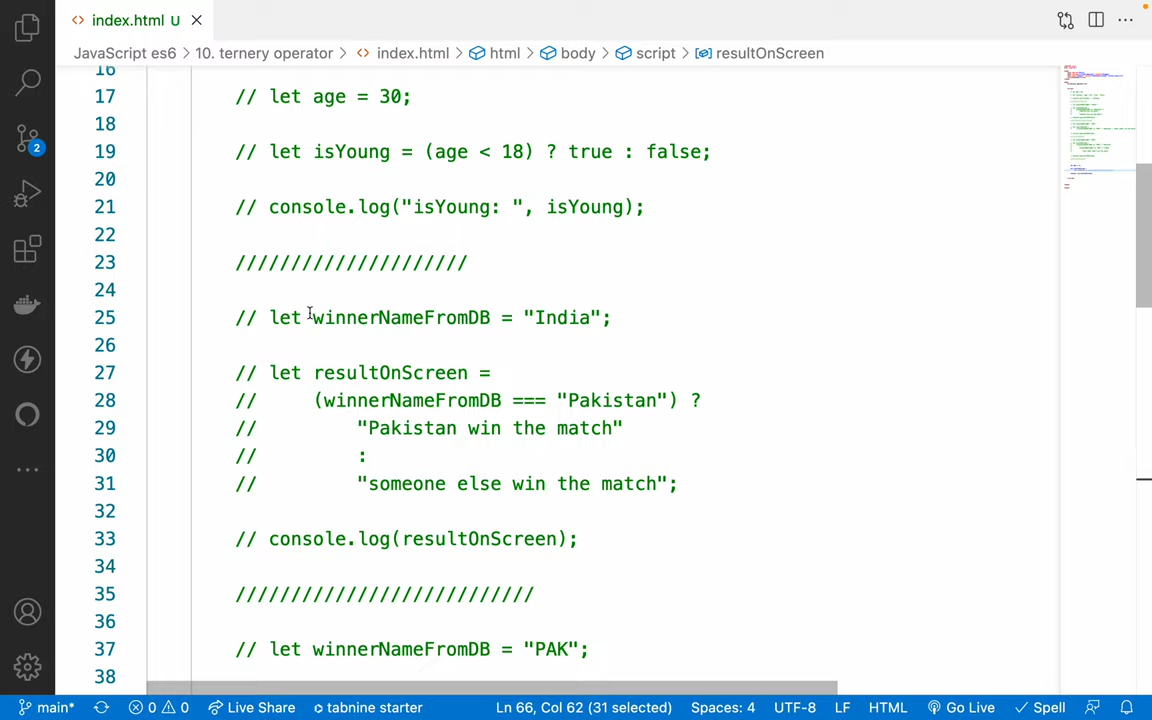 index.html U
JavaScript es6 > 10. ternery operator > index.html > html > body > script > resultOnScreen
16
17 // let age = 30;
18
19 // let isYoung = (age < 18) ? true : false;
20
21 // console.log("isYoung: ", isYoung);
22
23 /////////////////////
24
25 // let winnerNameFromDB = "India";
26
27 // let resultOnScreen =
28 //     (winnerNameFromDB === "Pakistan") ?
29 //         "Pakistan win the match"
30 //         :
31 //         "someone else win the match";
32
33 // console.log(resultOnScreen);
34
35 ///////////////////////////
36
37 // let winnerNameFromDB = "PAK";
38
2
main* 0 0 Live Share tabnine starter Ln 66, Col 62 (31 selected) Spaces: 4 UTF-8 LF HTML Go Live Spell